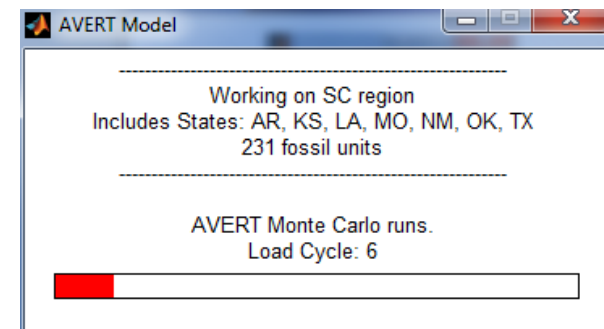 AVERT Model
------------------------------------------------------------
Working on SC region
Includes States: AR, KS, LA, MO, NM, OK, TX
231 fossil units
------------------------------------------------------------
AVERT Monte Carlo runs.
Load Cycle: 6